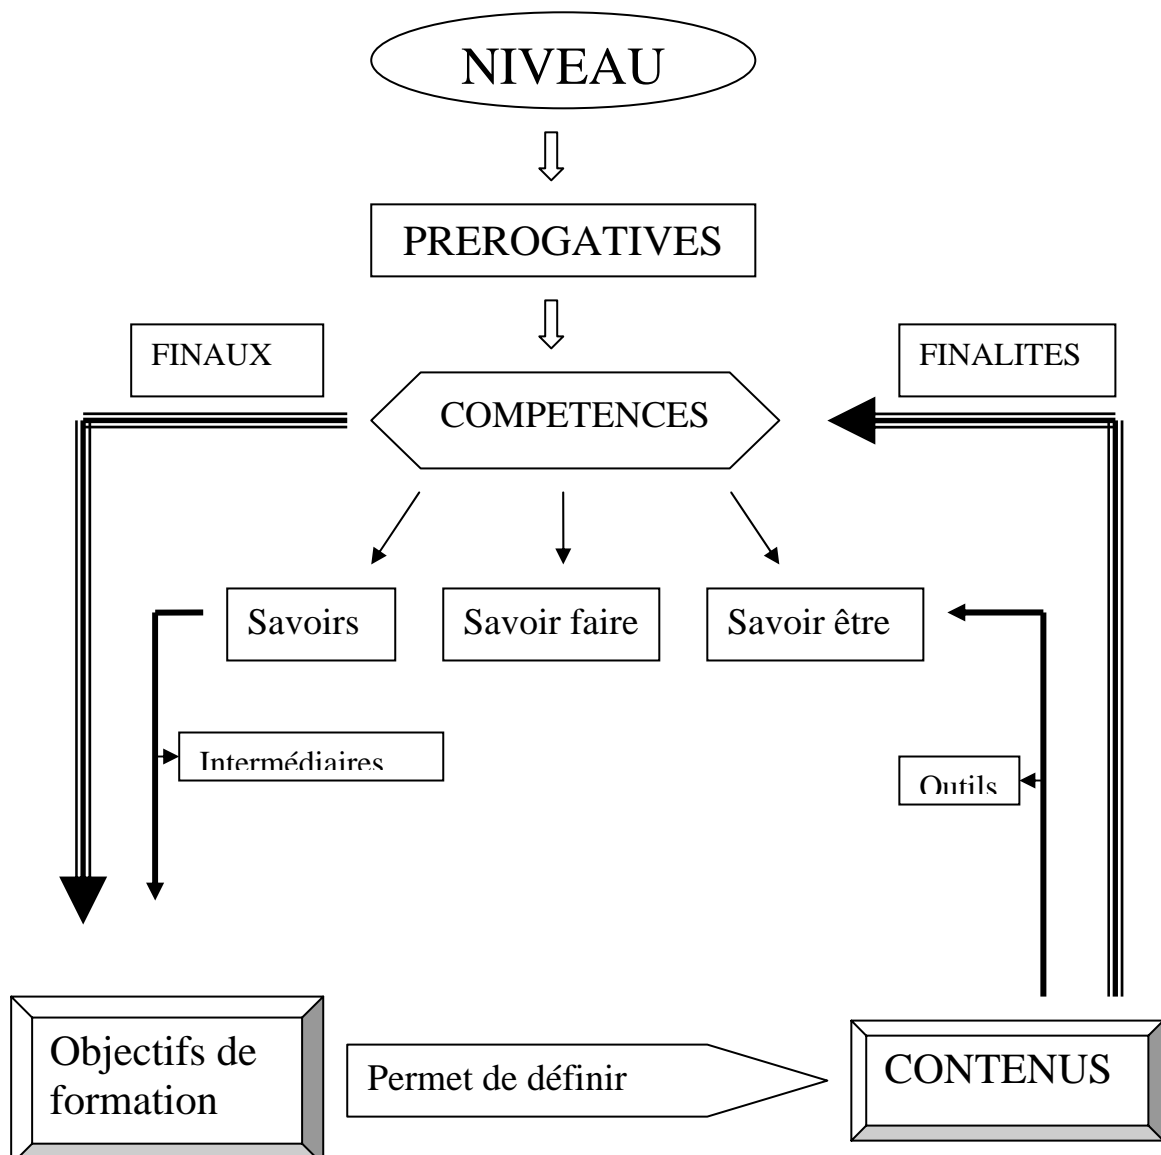 NIVEAU
PREROGATIVES
FINAUX
FINALITES
COMPETENCES
Savoirs
Savoir faire
Savoir être
Intermédiaires
Outils
Objectifs de
formation
Permet de définir
CONTENUS